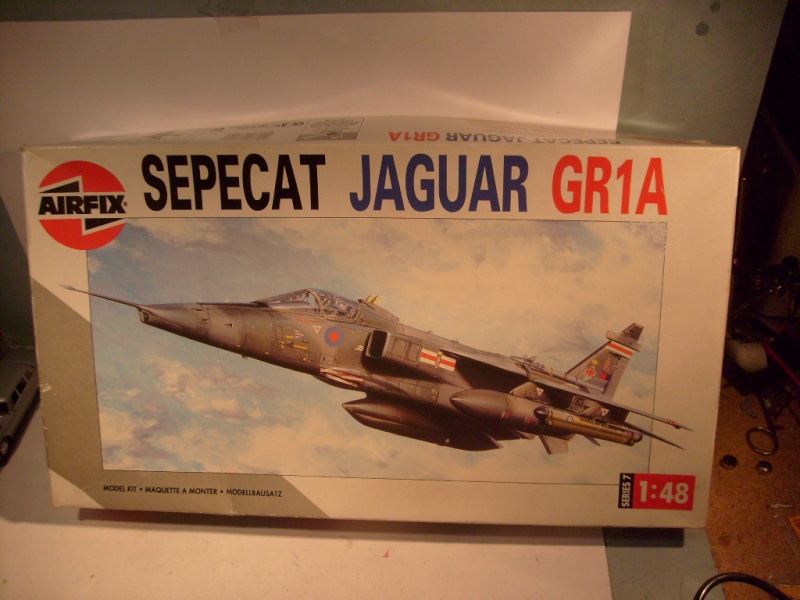 SEPECAT JAGUAR GR1A
AIRFIX
SEPECAT JAGUAR GR1A
MODEL KIT • MAQUETTE A MONTER • MODELLBAUSATZ
SERIES 7
1:48